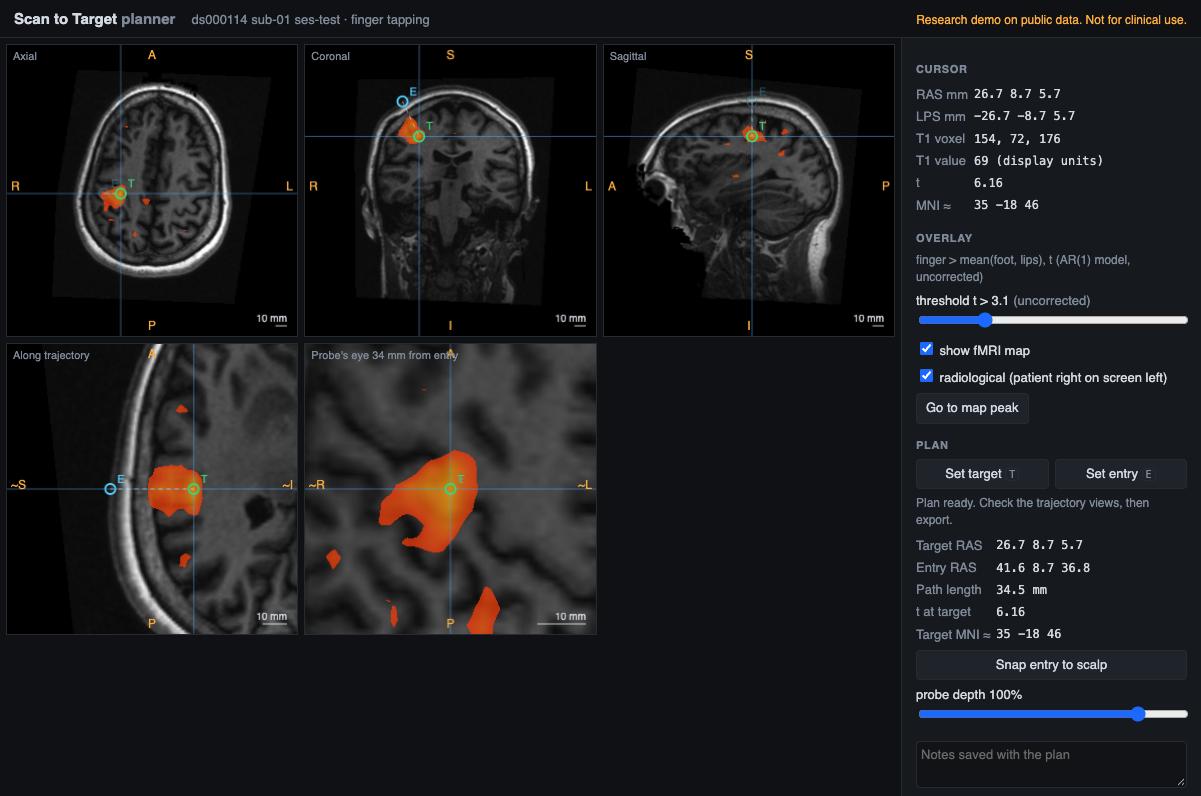 Scan to Target planner
ds000114 sub-01 ses-test · finger tapping
Research demo on public data. Not for clinical use.
Axial
A
R
L
T
P
10 mm
Coronal
S
E
T
R
L
I
10 mm
Sagittal
S
E
T
A
P
I
10 mm
Along trajectory
A
~S
E
T
~I
P
10 mm
Probe's eye 34 mm from entry
A
~R
~L
P
10 mm
CURSOR
RAS mm 26.7 8.7 5.7
LPS mm −26.7 −8.7 5.7
T1 voxel 154, 72, 176
T1 value 69 (display units)
t 6.16
MNI ≈ 35 −18 46
OVERLAY
finger > mean(foot, lips), t (AR(1) model,
uncorrected)
threshold t > 3.1 (uncorrected)
show fMRI map
radiological (patient right on screen left)
Go to map peak
PLAN
Set target T
Set entry E
Plan ready. Check the trajectory views, then
export.
Target RAS 26.7 8.7 5.7
Entry RAS 41.6 8.7 36.8
Path length 34.5 mm
t at target 6.16
Target MNI ≈ 35 −18 46
Snap entry to scalp
probe depth 100%
Notes saved with the plan